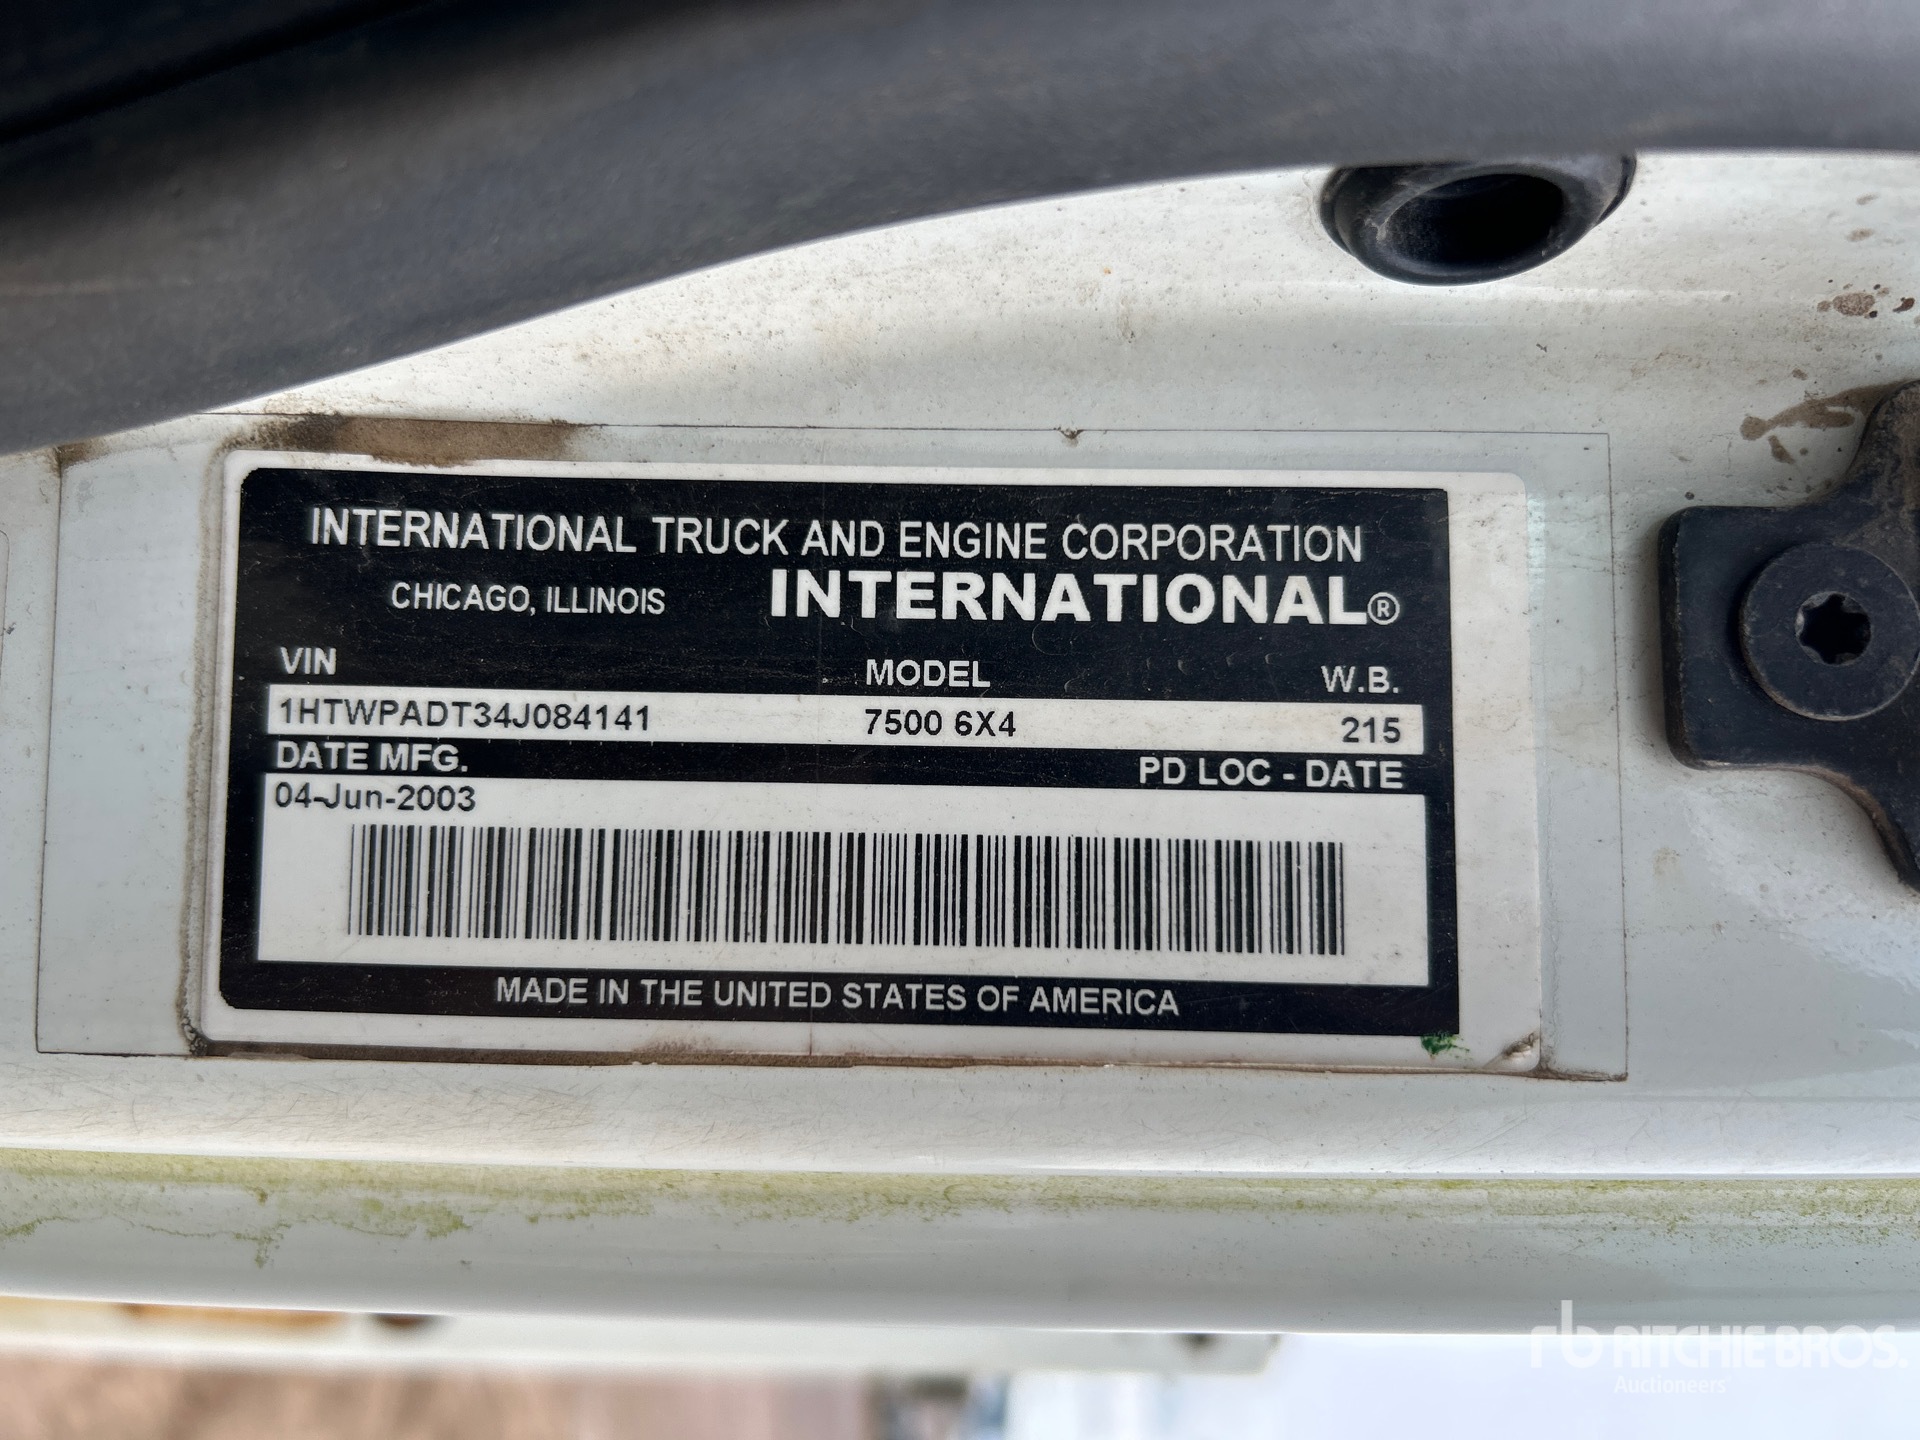 INTERNATIONAL TRUCK AND ENGINE CORPORATION
CHICAGO, ILLINOIS INTERNATIONAL®
VIN MODEL W.B.
1HTWPADT34J084141 7500 6X4 215
DATE MFG. PD LOC - DATE
04-Jun-2003
MADE IN THE UNITED STATES OF AMERICA
rb RITCHIE BROS.
Auctioneers